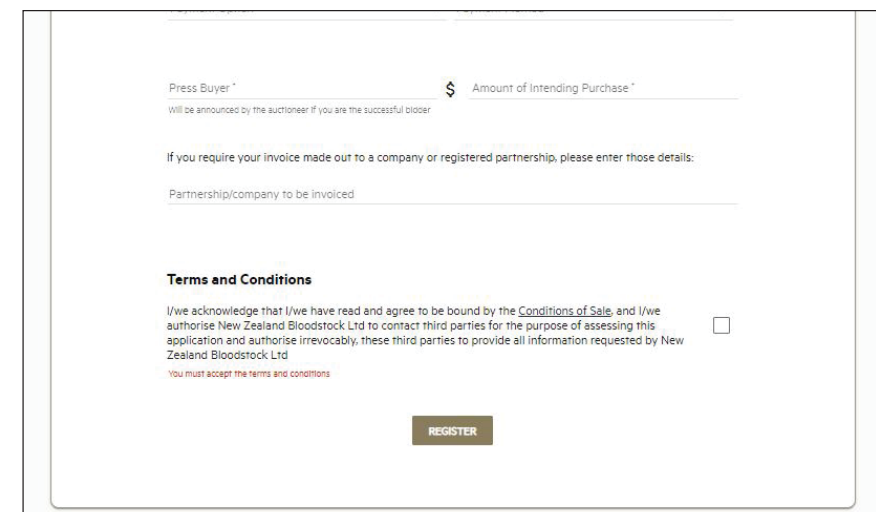 Press Buyer *
$ Amount of Intending Purchase *
Will be announced by the auctioneer if you are the successful bidder
If you require your invoice made out to a company or registered partnership, please enter those details:
Partnership/company to be invoiced
Terms and Conditions
I/we acknowledge that I/we have read and agree to be bound by the Conditions of Sale, and I/we
authorise New Zealand Bloodstock Ltd to contact third parties for the purpose of assessing this
application and authorise irrevocably, these third parties to provide all information requested by New
Zealand Bloodstock Ltd
You must accept the terms and conditions
REGISTER